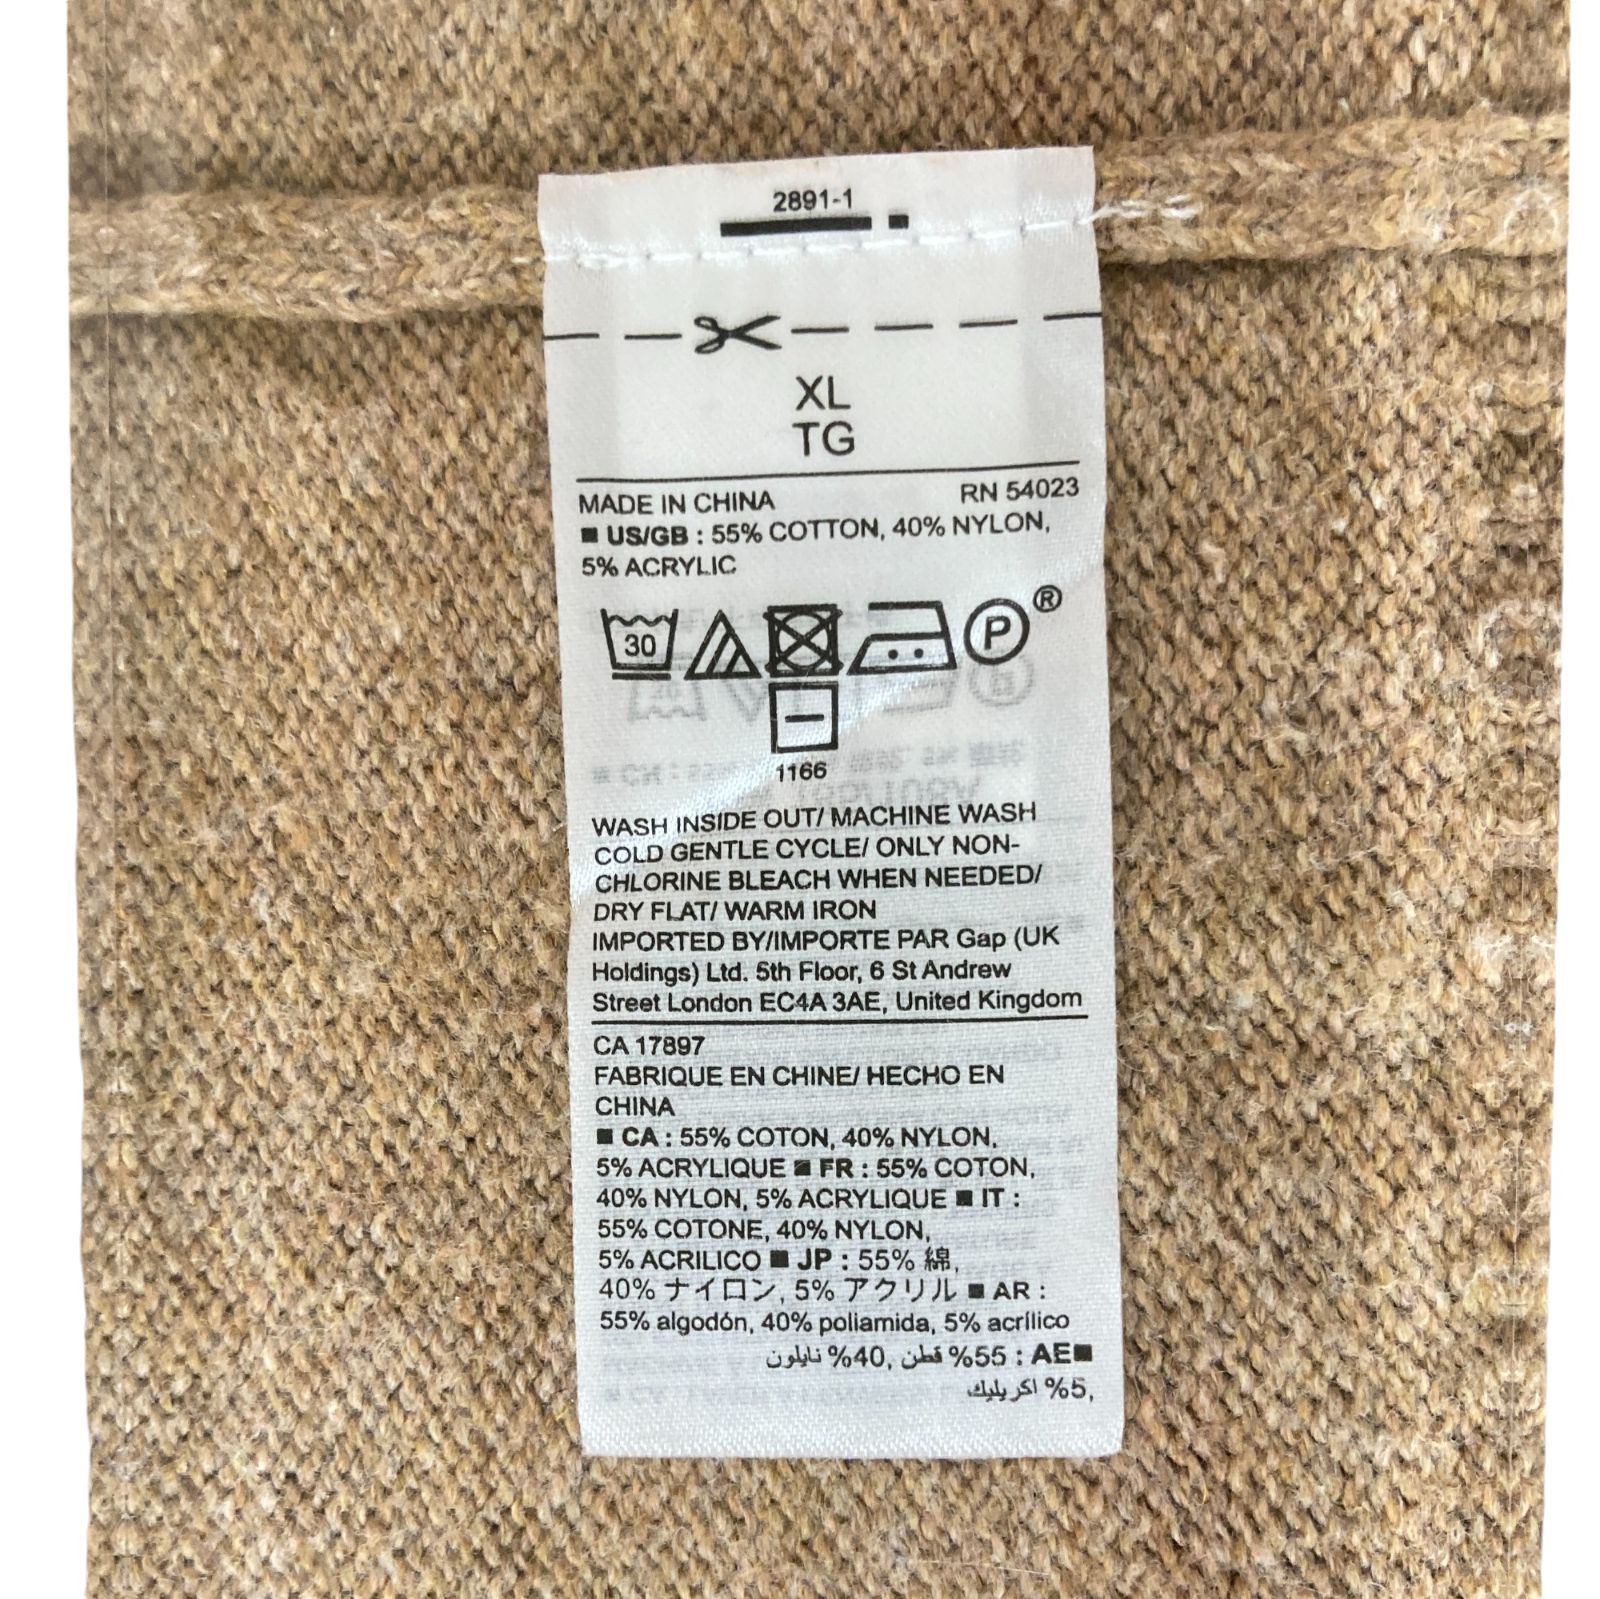 2891-1
XL
TG
MADE IN CHINA RN 54023
■ US/GB : 55% COTTON, 40% NYLON,
5% ACRYLIC
30 P ®
1166
WASH INSIDE OUT/ MACHINE WASH
COLD GENTLE CYCLE/ ONLY NON-
CHLORINE BLEACH WHEN NEEDED/
DRY FLAT/ WARM IRON
IMPORTED BY/IMPORTE PAR Gap (UK
Holdings) Ltd. 5th Floor, 6 St Andrew
Street London EC4A 3AE, United Kingdom
CA 17897
FABRIQUE EN CHINE/ HECHO EN
CHINA
■ CA : 55% COTON, 40% NYLON,
5% ACRYLIQUE ■ FR : 55% COTON,
40% NYLON, 5% ACRYLIQUE ■ IT :
55% COTONE, 40% NYLON,
5% ACRILICO ■ JP : 55% 綿,
40% ナイロン, 5% アクリル ■ AR :
55% algodón, 40% poliamida, 5% acrílico
■AE : 55% قطن, 40% نايلون
,5% اكريليك